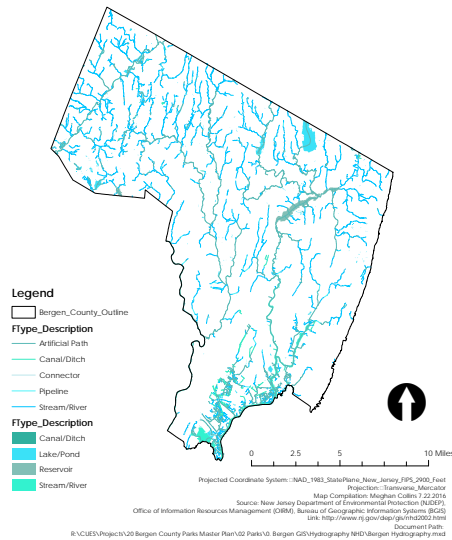 Legend
Bergen_County_Outline
FType_Description
Artificial Path
Canal/Ditch
Connector
Pipeline
Stream/River
FType_Description
Canal/Ditch
Lake/Pond
Reservoir
Stream/River
0 2.5 5 10 Miles
Projected Coordinate System: :NAD_1983_StatePlane_New_Jersey_FIPS_2900_Feet
Projection: :Transverse_Mercator
Map Compilation: Meghan Collins 7.22.2016
Source: New Jersey Department of Environmental Protection (NJDEP),
Office of Information Resources Management (OIRM), Bureau of Geographic Information Systems (BGIS)
Link: http://www.nj.gov/dep/gis/nhd2002.html
Document Path:
R:\CUES\Projects\20 Bergen County Parks Master Plan\02 Parks\0. Bergen GIS\Hydrography NHD\Bergen Hydrography.mxd